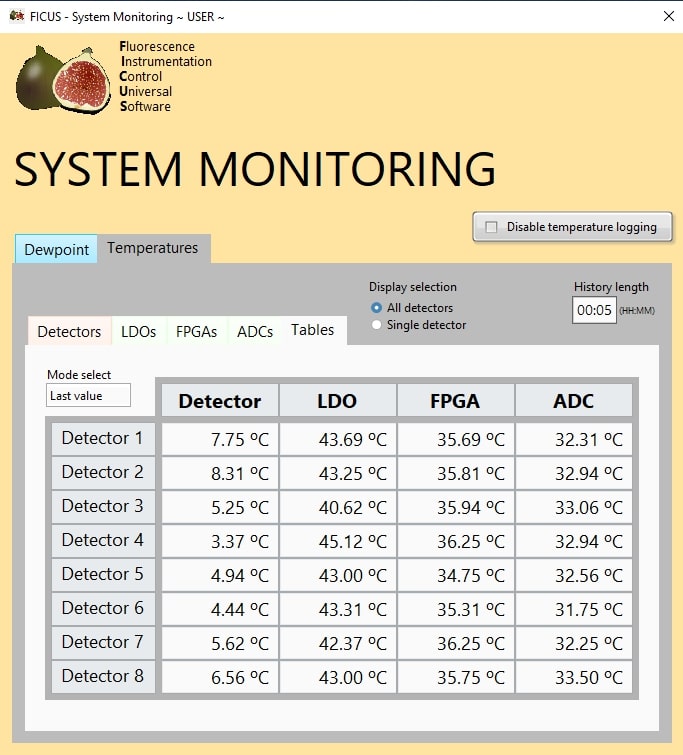 FICUS - System Monitoring ~ USER ~
Fluorescence
Instrumentation
Control
Universal
Software
SYSTEM MONITORING
Disable temperature logging
Dewpoint Temperatures
Display selection
All detectors
Single detector
History length
00:05 (HH:MM)
Detectors LDOs FPGAs ADCs Tables
Mode select
Last value
Detector LDO FPGA ADC
Detector 1 7.75 ºC 43.69 ºC 35.69 ºC 32.31 ºC
Detector 2 8.31 ºC 43.25 ºC 35.81 ºC 32.94 ºC
Detector 3 5.25 ºC 40.62 ºC 35.94 ºC 33.06 ºC
Detector 4 3.37 ºC 45.12 ºC 36.25 ºC 32.94 ºC
Detector 5 4.94 ºC 43.00 ºC 34.75 ºC 32.56 ºC
Detector 6 4.44 ºC 43.31 ºC 35.31 ºC 31.75 ºC
Detector 7 5.62 ºC 42.37 ºC 36.25 ºC 32.25 ºC
Detector 8 6.56 ºC 43.00 ºC 35.75 ºC 33.50 ºC